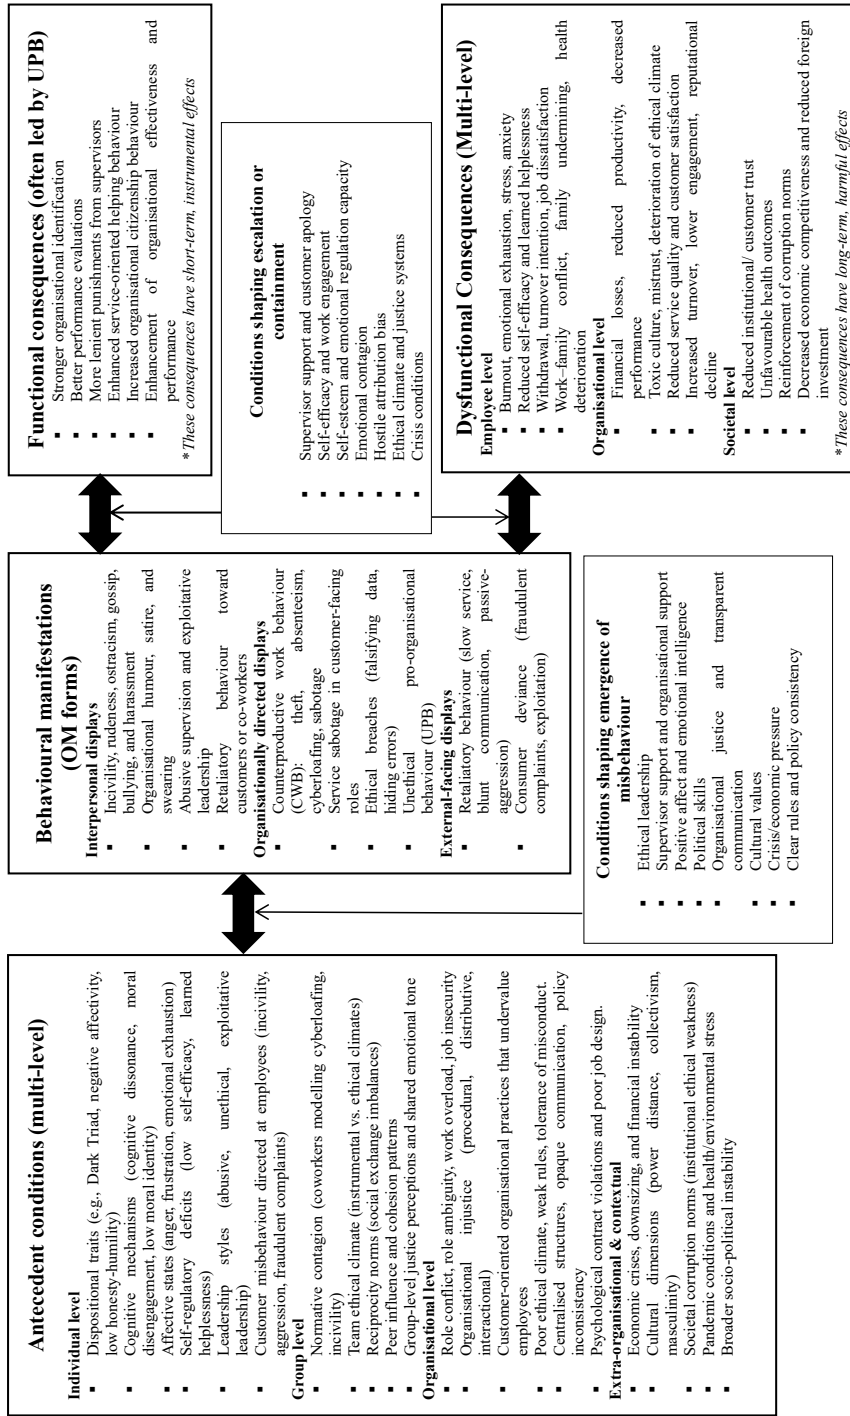 Antecedent conditions (multi-level)
Individual level
▪ Dispositional traits (e.g., Dark Triad, negative affectivity,
low honesty-humility)
▪ Cognitive mechanisms (cognitive dissonance, moral
disengagement, low moral identity)
▪ Affective states (anger, frustration, emotional exhaustion)
▪ Self-regulatory deficits (low self-efficacy, learned
helplessness)
▪ Leadership styles (abusive, unethical, exploitative
leadership)
▪ Customer misbehaviour directed at employees (incivility,
aggression, fraudulent complaints)
Group level
▪ Normative contagion (coworkers modelling cyberloafing,
incivility)
▪ Team ethical climate (instrumental vs. ethical climates)
▪ Reciprocity norms (social exchange imbalances)
▪ Peer influence and cohesion patterns
▪ Group-level justice perceptions and shared emotional tone
Organisational level
▪ Role conflict, role ambiguity, work overload, job insecurity
▪ Organisational injustice (procedural, distributive,
interactional)
▪ Customer-oriented organisational practices that undervalue
employees
▪ Poor ethical climate, weak rules, tolerance of misconduct.
▪ Centralised structures, opaque communication, policy
inconsistency
▪ Psychological contract violations and poor job design.
Extra-organisational & contextual
▪ Economic crises, downsizing, and financial instability
▪ Cultural dimensions (power distance, collectivism,
masculinity)
▪ Societal corruption norms (institutional ethical weakness)
▪ Pandemic conditions and health/environmental stress
▪ Broader socio-political instability
Behavioural manifestations
(OM forms)
Interpersonal displays
▪ Incivility, rudeness, ostracism, gossip,
bullying, and harassment
▪ Organisational humour, satire, and
swearing
▪ Abusive supervision and exploitative
leadership
▪ Retaliatory behaviour toward
customers or co-workers
Organisationally directed displays
▪ Counterproductive work behaviour
(CWB): theft, absenteeism,
cyberloafing, sabotage
▪ Service sabotage in customer-facing
roles
▪ Ethical breaches (falsifying data,
hiding errors)
▪ Unethical pro-organisational
behaviour (UPB)
External-facing displays
▪ Retaliatory behaviour (slow service,
blunt communication, passive-
aggression)
▪ Consumer deviance (fraudulent
complaints, exploitation)
Conditions shaping emergence of
misbehaviour
▪ Ethical leadership
▪ Supervisor support and organisational support
▪ Positive affect and emotional intelligence
▪ Political skills
▪ Organisational justice and transparent
communication
▪ Cultural values
▪ Crisis/economic pressure
▪ Clear rules and policy consistency
Functional consequences (often led by UPB)
▪ Stronger organisational identification
▪ Better performance evaluations
▪ More lenient punishments from supervisors
▪ Enhanced service-oriented helping behaviour
▪ Increased organisational citizenship behaviour
▪ Enhancement of organisational effectiveness and
performance
*These consequences have short-term, instrumental effects
Conditions shaping escalation or
containment
▪ Supervisor support and customer apology
▪ Self-efficacy and work engagement
▪ Self-esteem and emotional regulation capacity
▪ Emotional contagion
▪ Hostile attribution bias
▪ Ethical climate and justice systems
▪ Crisis conditions
Dysfunctional Consequences (Multi-level)
Employee level
▪ Burnout, emotional exhaustion, stress, anxiety
▪ Reduced self-efficacy and learned helplessness
▪ Withdrawal, turnover intention, job dissatisfaction
▪ Work–family conflict, family undermining, health
deterioration
Organisational level
▪ Financial losses, reduced productivity, decreased
performance
▪ Toxic culture, mistrust, deterioration of ethical climate
▪ Reduced service quality and customer satisfaction
▪ Increased turnover, lower engagement, reputational
decline
Societal level
▪ Reduced institutional/ customer trust
▪ Unfavourable health outcomes
▪ Reinforcement of corruption norms
▪ Decreased economic competitiveness and reduced foreign
investment
*These consequences have long-term, harmful effects